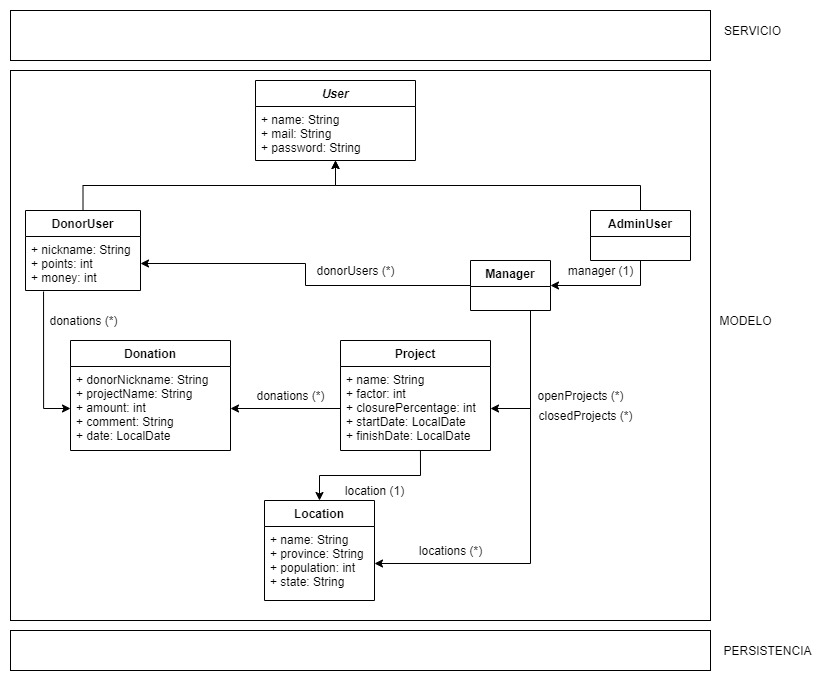 SERVICIO
User
+ name: String
+ mail: String
+ password: String
DonorUser
+ nickname: String
+ points: int
+ money: int
AdminUser
donorUsers (*)
Manager
manager (1)
donations (*)
MODELO
Donation
+ donorNickname: String
+ projectName: String
+ amount: int
+ comment: String
+ date: LocalDate
donations (*)
Project
+ name: String
+ factor: int
+ closurePercentage: int
+ startDate: LocalDate
+ finishDate: LocalDate
openProjects (*)
closedProjects (*)
location (1)
Location
+ name: String
+ province: String
+ population: int
+ state: String
locations (*)
PERSISTENCIA